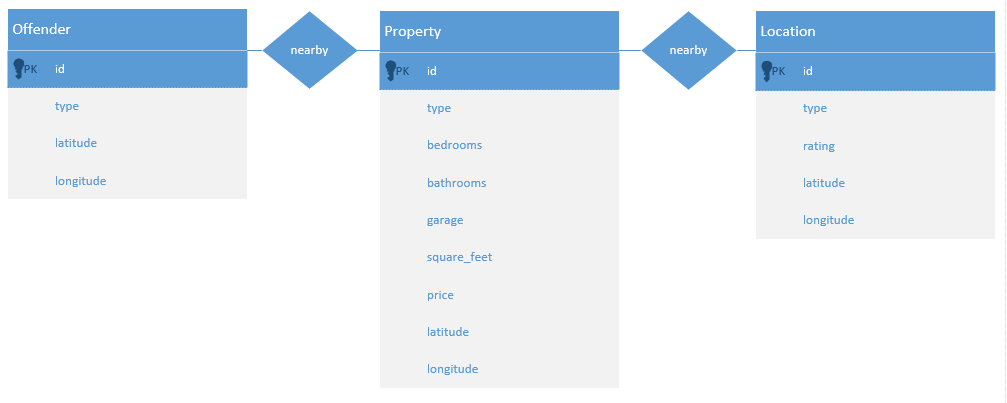 Offender
PK id
type
latitude
longitude
nearby
Property
PK id
type
bedrooms
bathrooms
garage
square_feet
price
latitude
longitude
nearby
Location
PK id
type
rating
latitude
longitude